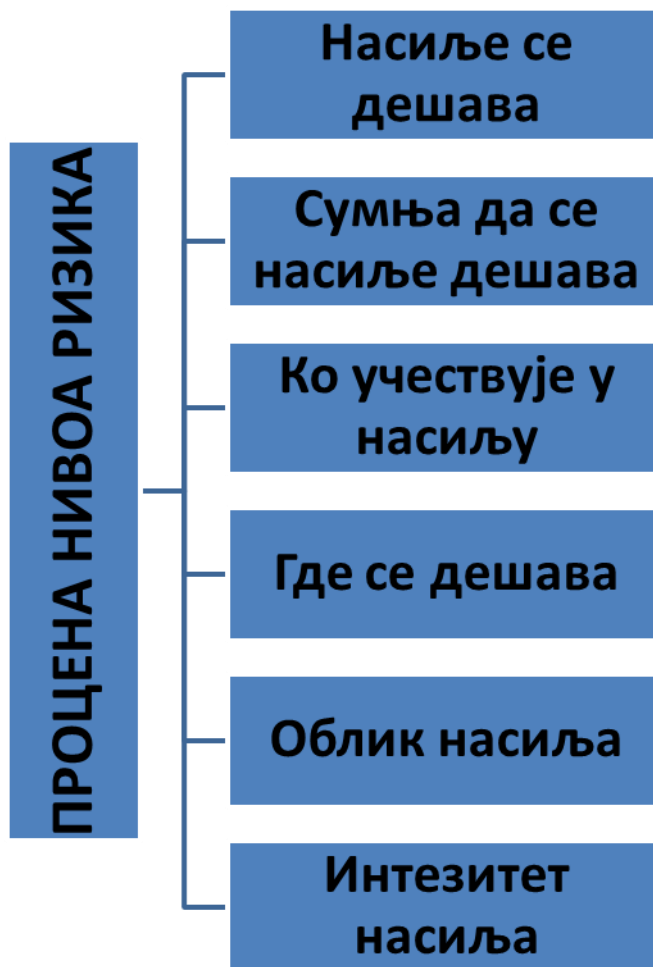 ПРОЦЕНА НИВОА РИЗИКА
Насиље се
дешава
Сумња да се
насиље дешава
Ко учествује у
насиљу
Где се дешава
Облик насиља
Интезитет
насиља